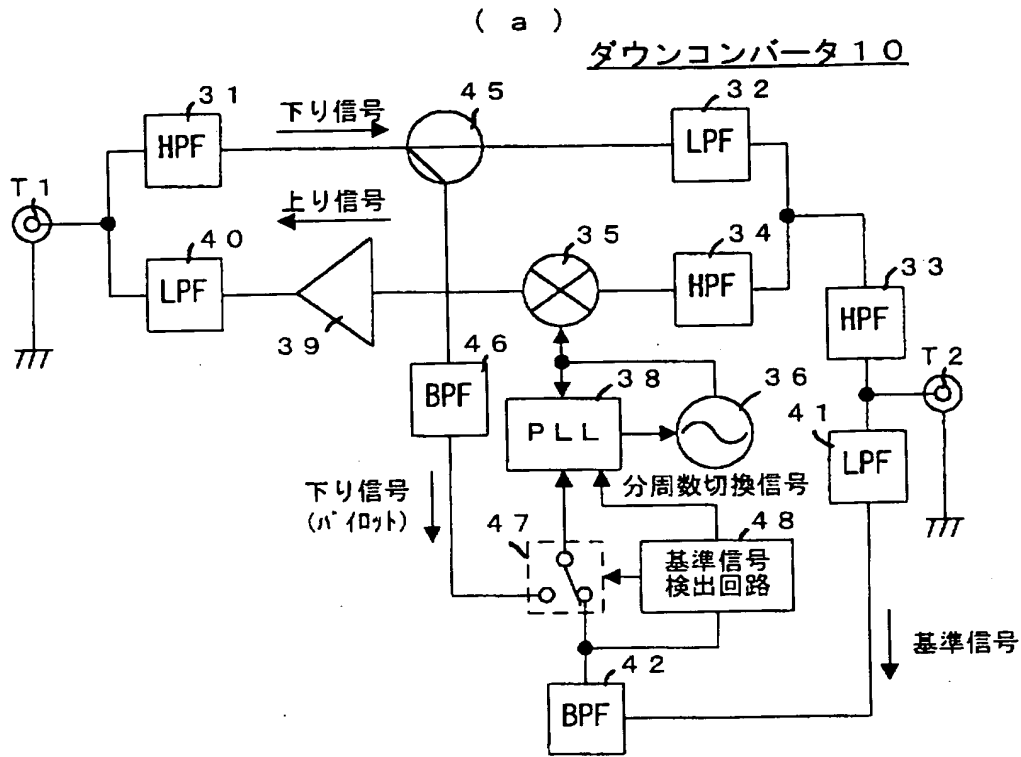 ( a )
ダウンコンバータ10
31
HPF
下り信号
45
32
LPF
T1
上り信号
40
LPF
39
35
34
HPF
33
HPF
T2
46
BPF
38
PLL
36
41
LPF
分周数切換信号
下り信号
(パイロット)
47
48
基準信号
検出回路
基準信号
42
BPF